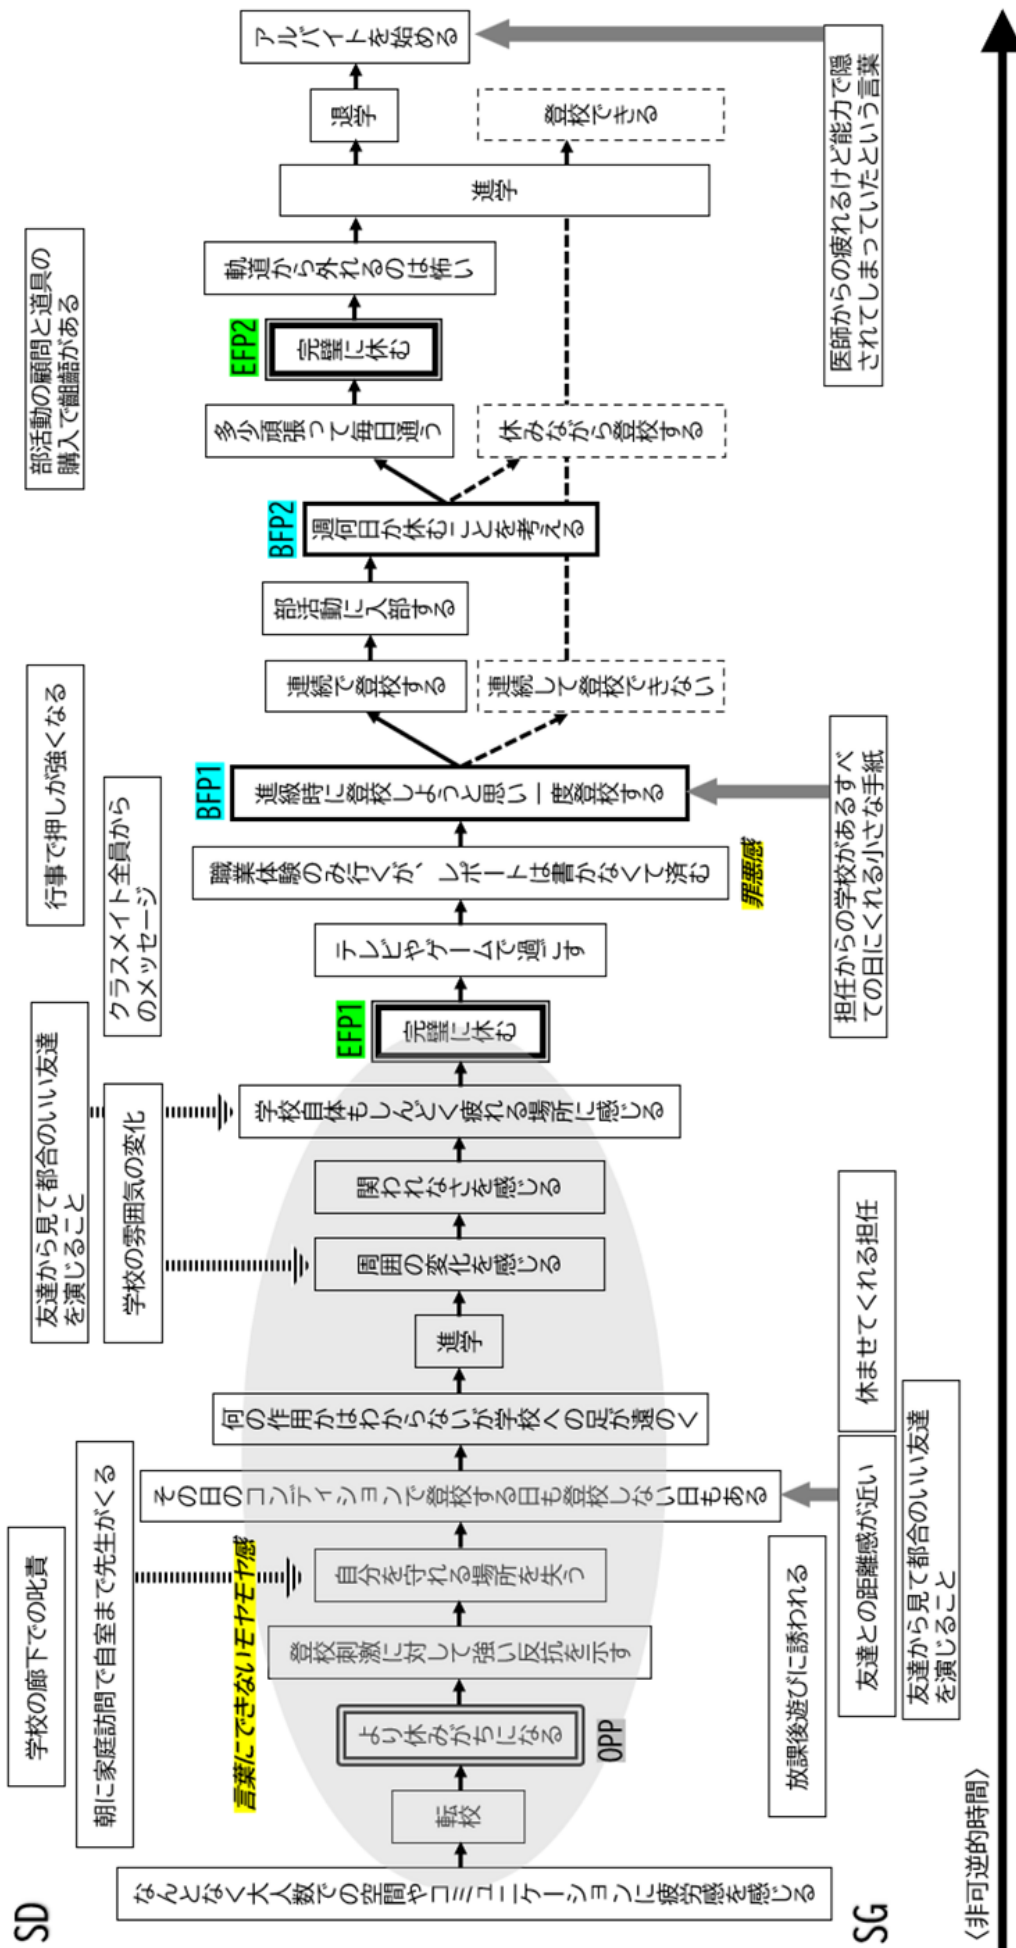 SD
学校の廊下での叱責
朝に家庭訪問で自室まで先生がくる
友達から見て都合のいい友達
を演じること
学校の雰囲気の変化
クラスメイト全員から
のメッセージ
行事で押しが強くなる
部活動の顧問と道具の
購入で齟齬がある
言葉にできないモヤモヤ感
なんとなく大人数での空間やコミュニケーションに疲労感を感じる
転校
より休みがちになる
OPP
登校刺激に対して強い反抗を示す
自分を守れる場所を失う
その日のコンディションで登校する日も登校しない日もある
何の作用かはわからないが学校への足が遠のく
進学
周囲の変化を感じる
関われなさを感じる
学校自体もしんどく疲れる場所に感じる
EFP1
完璧に休む
テレビやゲームで過ごす
職業体験のみ行くが、レポートは書かなくて済む
罪悪感
BFP1
進級時に登校しようと思い一度登校する
連続で登校する
連続して登校できない
部活動に入部する
BFP2
週何日か休むことを考える
多少頑張って毎日通う
休みながら登校する
EFP2
完璧に休む
軌道から外れるのは怖い
進学
退学
登校できる
アルバイトを始める
SG
放課後遊びに誘われる
友達との距離感が近い
友達から見て都合のいい友達
を演じること
休ませてくれる担任
担任からの学校があるすべ
ての日にくれる小さな手紙
医師からの疲れるけど能力で隠
されてしまっていたという言葉
〈非可逆的時間〉